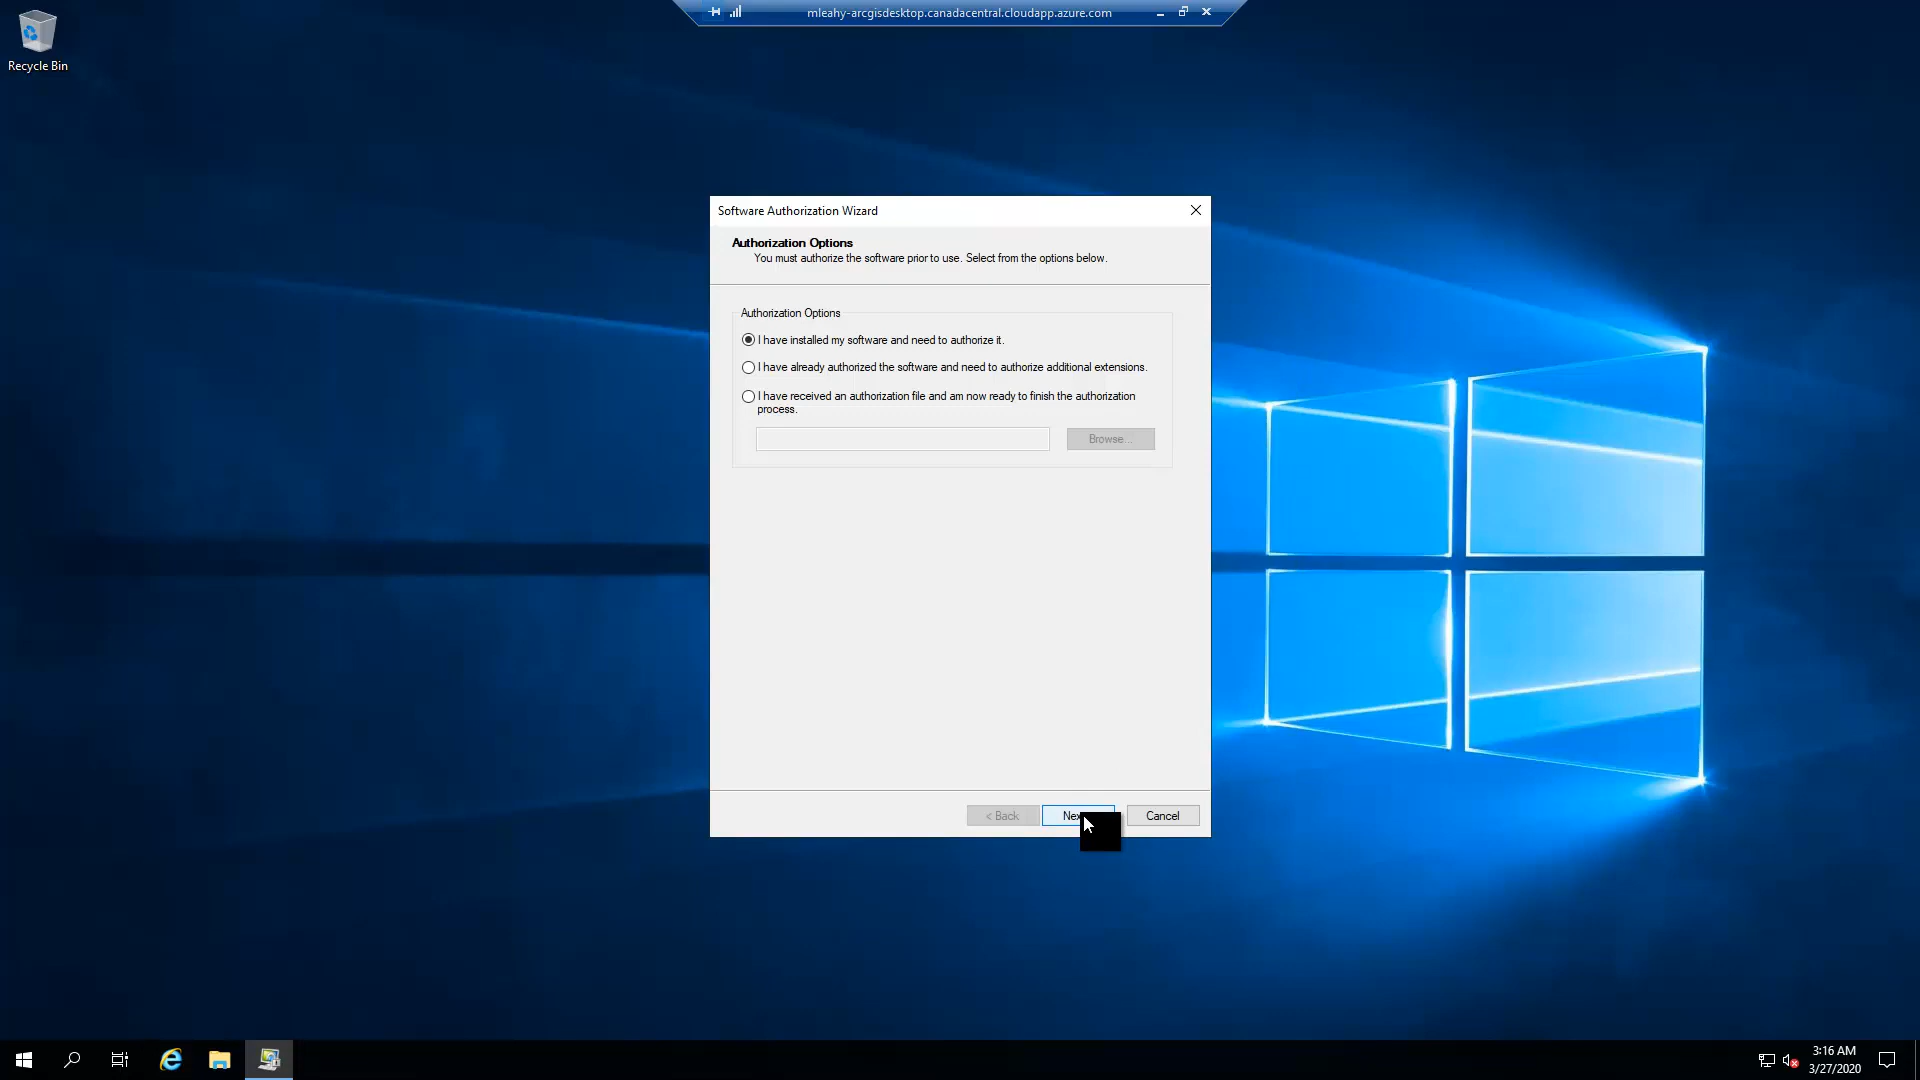 mleahy-arcgisdesktop.canadacentral.cloudapp.azure.com
Recycle Bin
Software Authorization Wizard
Authorization Options
You must authorize the software prior to use. Select from the options below.
Authorization Options
I have installed my software and need to authorize it.
I have already authorized the software and need to authorize additional extensions.
I have received an authorization file and am now ready to finish the authorization
process.
Browse...
< Back
Cancel
3:16 AM
3/27/2020